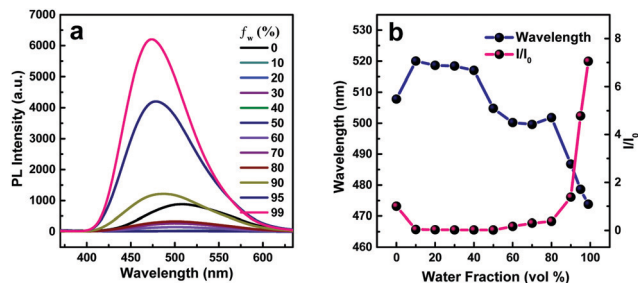 a
f_w (%)
0
10
20
30
40
50
60
70
80
90
95
99
7000
6000
5000
4000
3000
2000
1000
0
PL Intensity (a.u.)
400 450 500 550 600
Wavelength (nm)
b
Wavelength
I/I₀
530
520
510
500
490
480
470
460
Wavelength (nm)
8
6
4
2
0
I/I₀
0 20 40 60 80 100
Water Fraction (vol %)